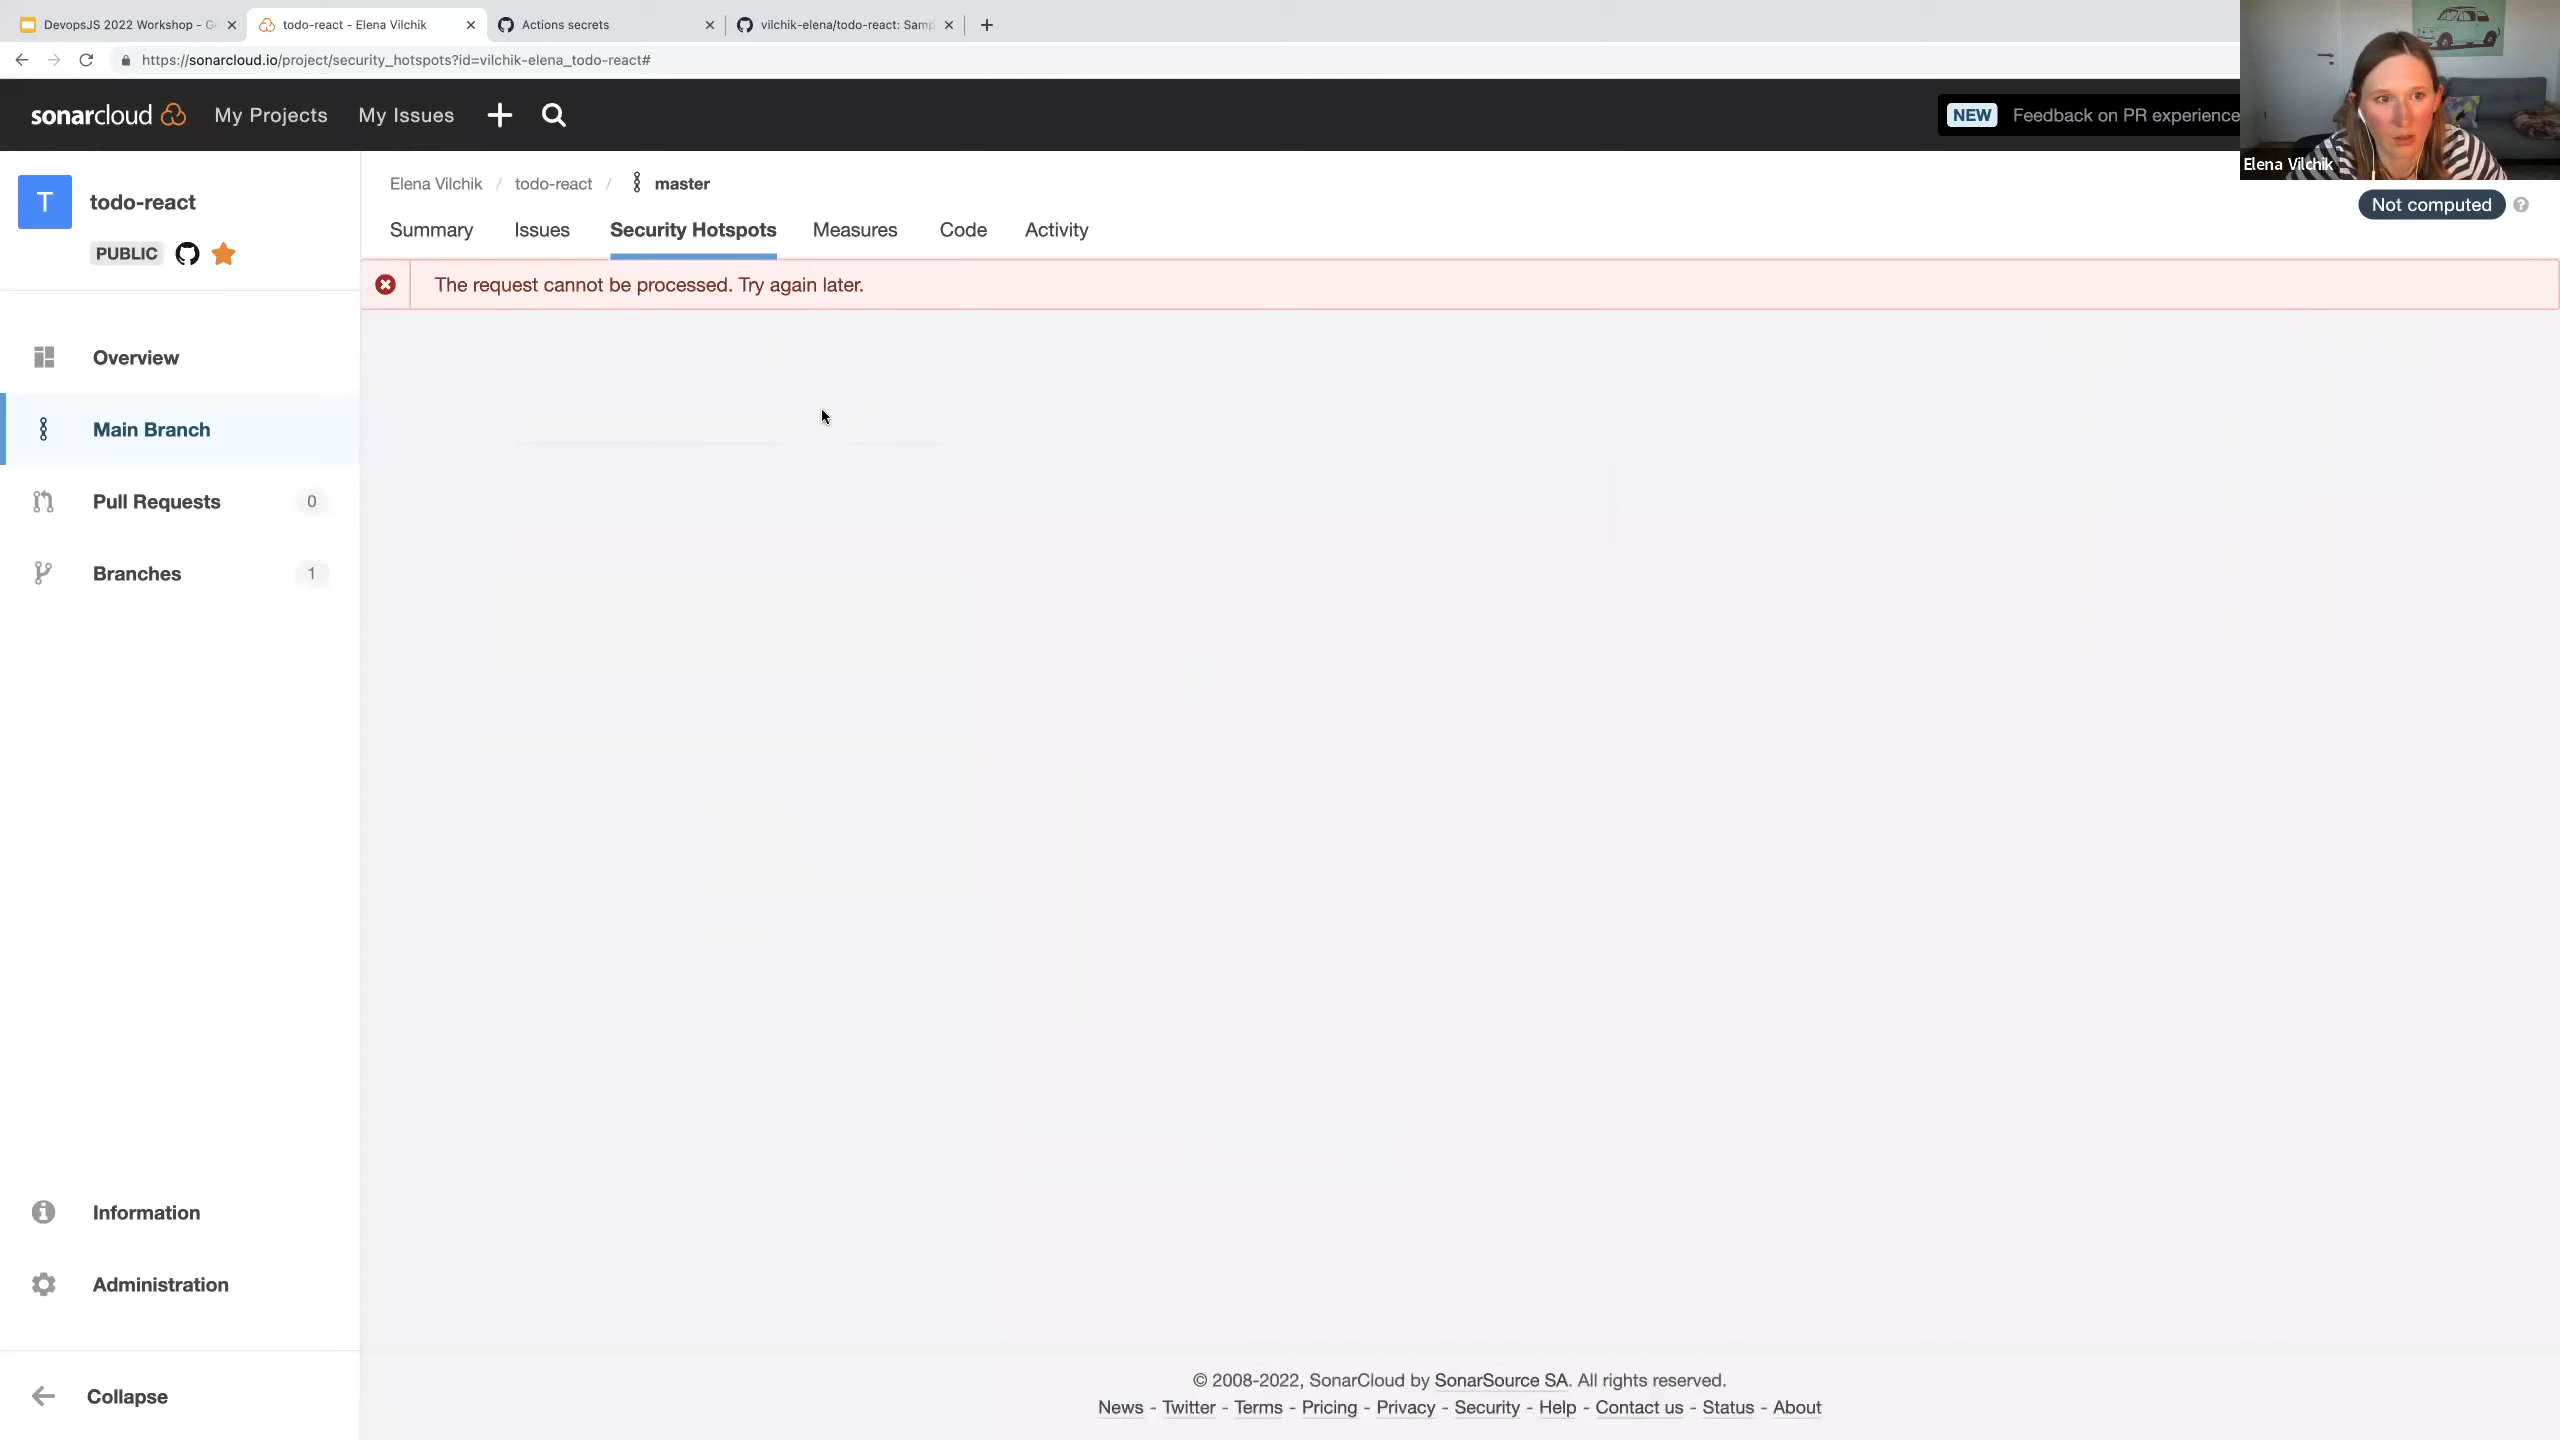 DevopsJS 2022 Workshop - G
todo-react - Elena Vilchik
Actions secrets
vilchik-elena/todo-react: Samp
https://sonarcloud.io/project/security_hotspots?id=vilchik-elena_todo-react#
sonarcloud
My Projects
My Issues
NEW
Feedback on PR experience
Elena Vilchik
T
todo-react
PUBLIC
Elena Vilchik / todo-react / master
Not computed
?
Summary
Issues
Security Hotspots
Measures
Code
Activity
The request cannot be processed. Try again later.
Overview
Main Branch
Pull Requests 0
Branches 1
Information
Administration
Collapse
© 2008-2022, SonarCloud by SonarSource SA. All rights reserved.
News - Twitter - Terms - Pricing - Privacy - Security - Help - Contact us - Status - About